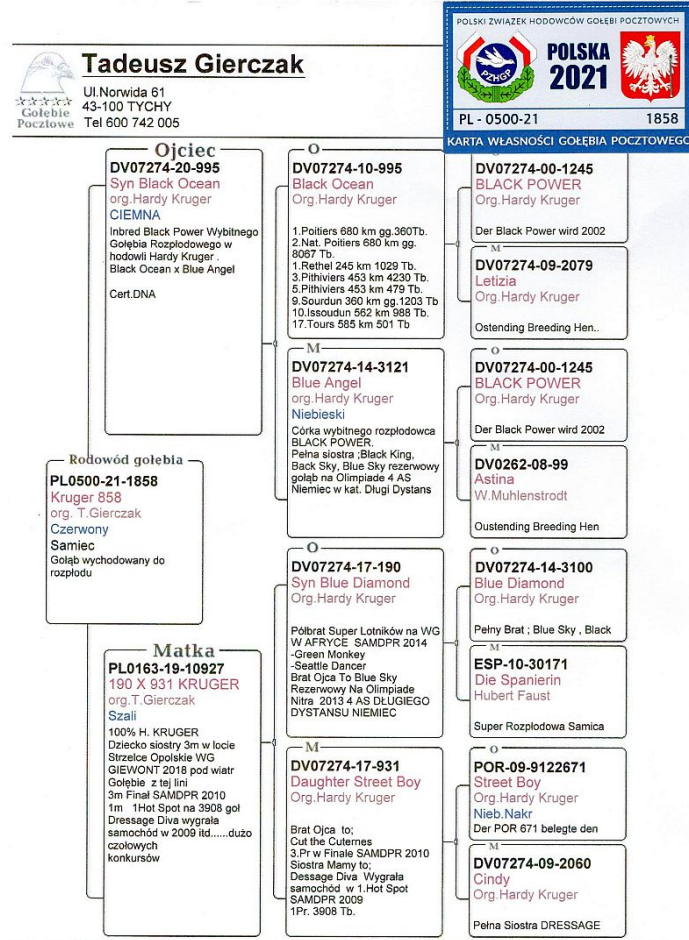 Tadeusz Gierczak
Ul.Norwida 61
43-100 TYCHY
Tel 600 742 005
Gołębie
Pocztowe
POLSKI ZWIĄZEK HODOWCÓW GOŁĘBI POCZTOWYCH
PZHGP
POLSKA
2021
PL - 0500-21 1858
KARTA WŁASNOŚCI GOŁĘBIA POCZTOWEGO
Rodowód gołębia
PL0500-21-1858
Kruger 858
org. T.Gierczak
Czerwony
Samiec
Gołąb wychodowany do
rozpłodu
Ojciec
DV07274-20-995
Syn Black Ocean
org.Hardy Kruger
CIEMNA
Inbred Black Power Wybitnego
Gołębia Rozpłodowego w
hodowli Hardy Kruger .
Black Ocean x Blue Angel
Cert.DNA
Matka
PL0163-19-10927
190 X 931 KRUGER
org.T.Gierczak
Szali
100% H. KRUGER
Dziecko siostry 3m w locie
Strzelce Opolskie WG
GIEWONT 2018 pod wiatr
Gołębie z tej lini
3m Finał SAMDPR 2010
1m 1Hot Spot na 3908 goł
Dressage Diva wygrała
samochód w 2009 itd......dużo
czołowych
konkursów
O
DV07274-10-995
Black Ocean
Org.Hardy Kruger
1.Poitiers 680 km gg.360Tb.
2.Nat. Poitiers 680 km gg.
8067 Tb.
1.Rethel 245 km 1029 Tb.
3.Pithiviers 453 km 4230 Tb.
5.Pithiviers 453 km 479 Tb.
9.Sourdun 360 km gg.1203 Tb
10.Issoudun 562 km 988 Tb.
17.Tours 585 km 501 Tb
M
DV07274-14-3121
Blue Angel
org.Hardy Kruger
Niebieski
Córka wybitnego rozpłodowca
BLACK POWER.
Pełna siostra ;Black King,
Back Sky, Blue Sky rezerwowy
gołąb na Olimpiade 4 AS
Niemiec w kat. Długi Dystans
O
DV07274-17-190
Syn Blue Diamond
Org.Hardy Kruger
Półbrat Super Lotników na WG
W AFRYCE SAMDPR 2014
-Green Monkey
-Seattle Dancer
Brat Ojca To Blue Sky
Rezerwowy Na Olimpiade
Nitra 2013 4 AS DŁUGIEGO
DYSTANSU NIEMIEC
M
DV07274-17-931
Daughter Street Boy
Org.Hardy Kruger
Brat Ojca to;
Cut the Cuternes
3.Pr w Finale SAMDPR 2010
Siostra Mamy to;
Dessage Diva Wygrała
samochód w 1.Hot Spot
SAMDPR 2009
1Pr. 3908 Tb.
DV07274-00-1245
BLACK POWER
Org.Hardy Kruger
Der Black Power wird 2002
M
DV07274-09-2079
Letizia
Org.Hardy Kruger
Ostending Breeding Hen..
O
DV07274-00-1245
BLACK POWER
Org.Hardy Kruger
Der Black Power wird 2002
M
DV0262-08-99
Astina
W.Muhlenstrodt
Oustending Breeding Hen
O
DV07274-14-3100
Blue Diamond
Org.Hardy Kruger
Pełny Brat ; Blue Sky , Black
M
ESP-10-30171
Die Spanierin
Hubert Faust
Super Rozpłodowa Samica
O
POR-09-9122671
Street Boy
Org.Hardy Kruger
Nieb.Nakr
Der POR 671 belegte den
M
DV07274-09-2060
Cindy
Org.Hardy Kruger
Pełna Siostra DRESSAGE